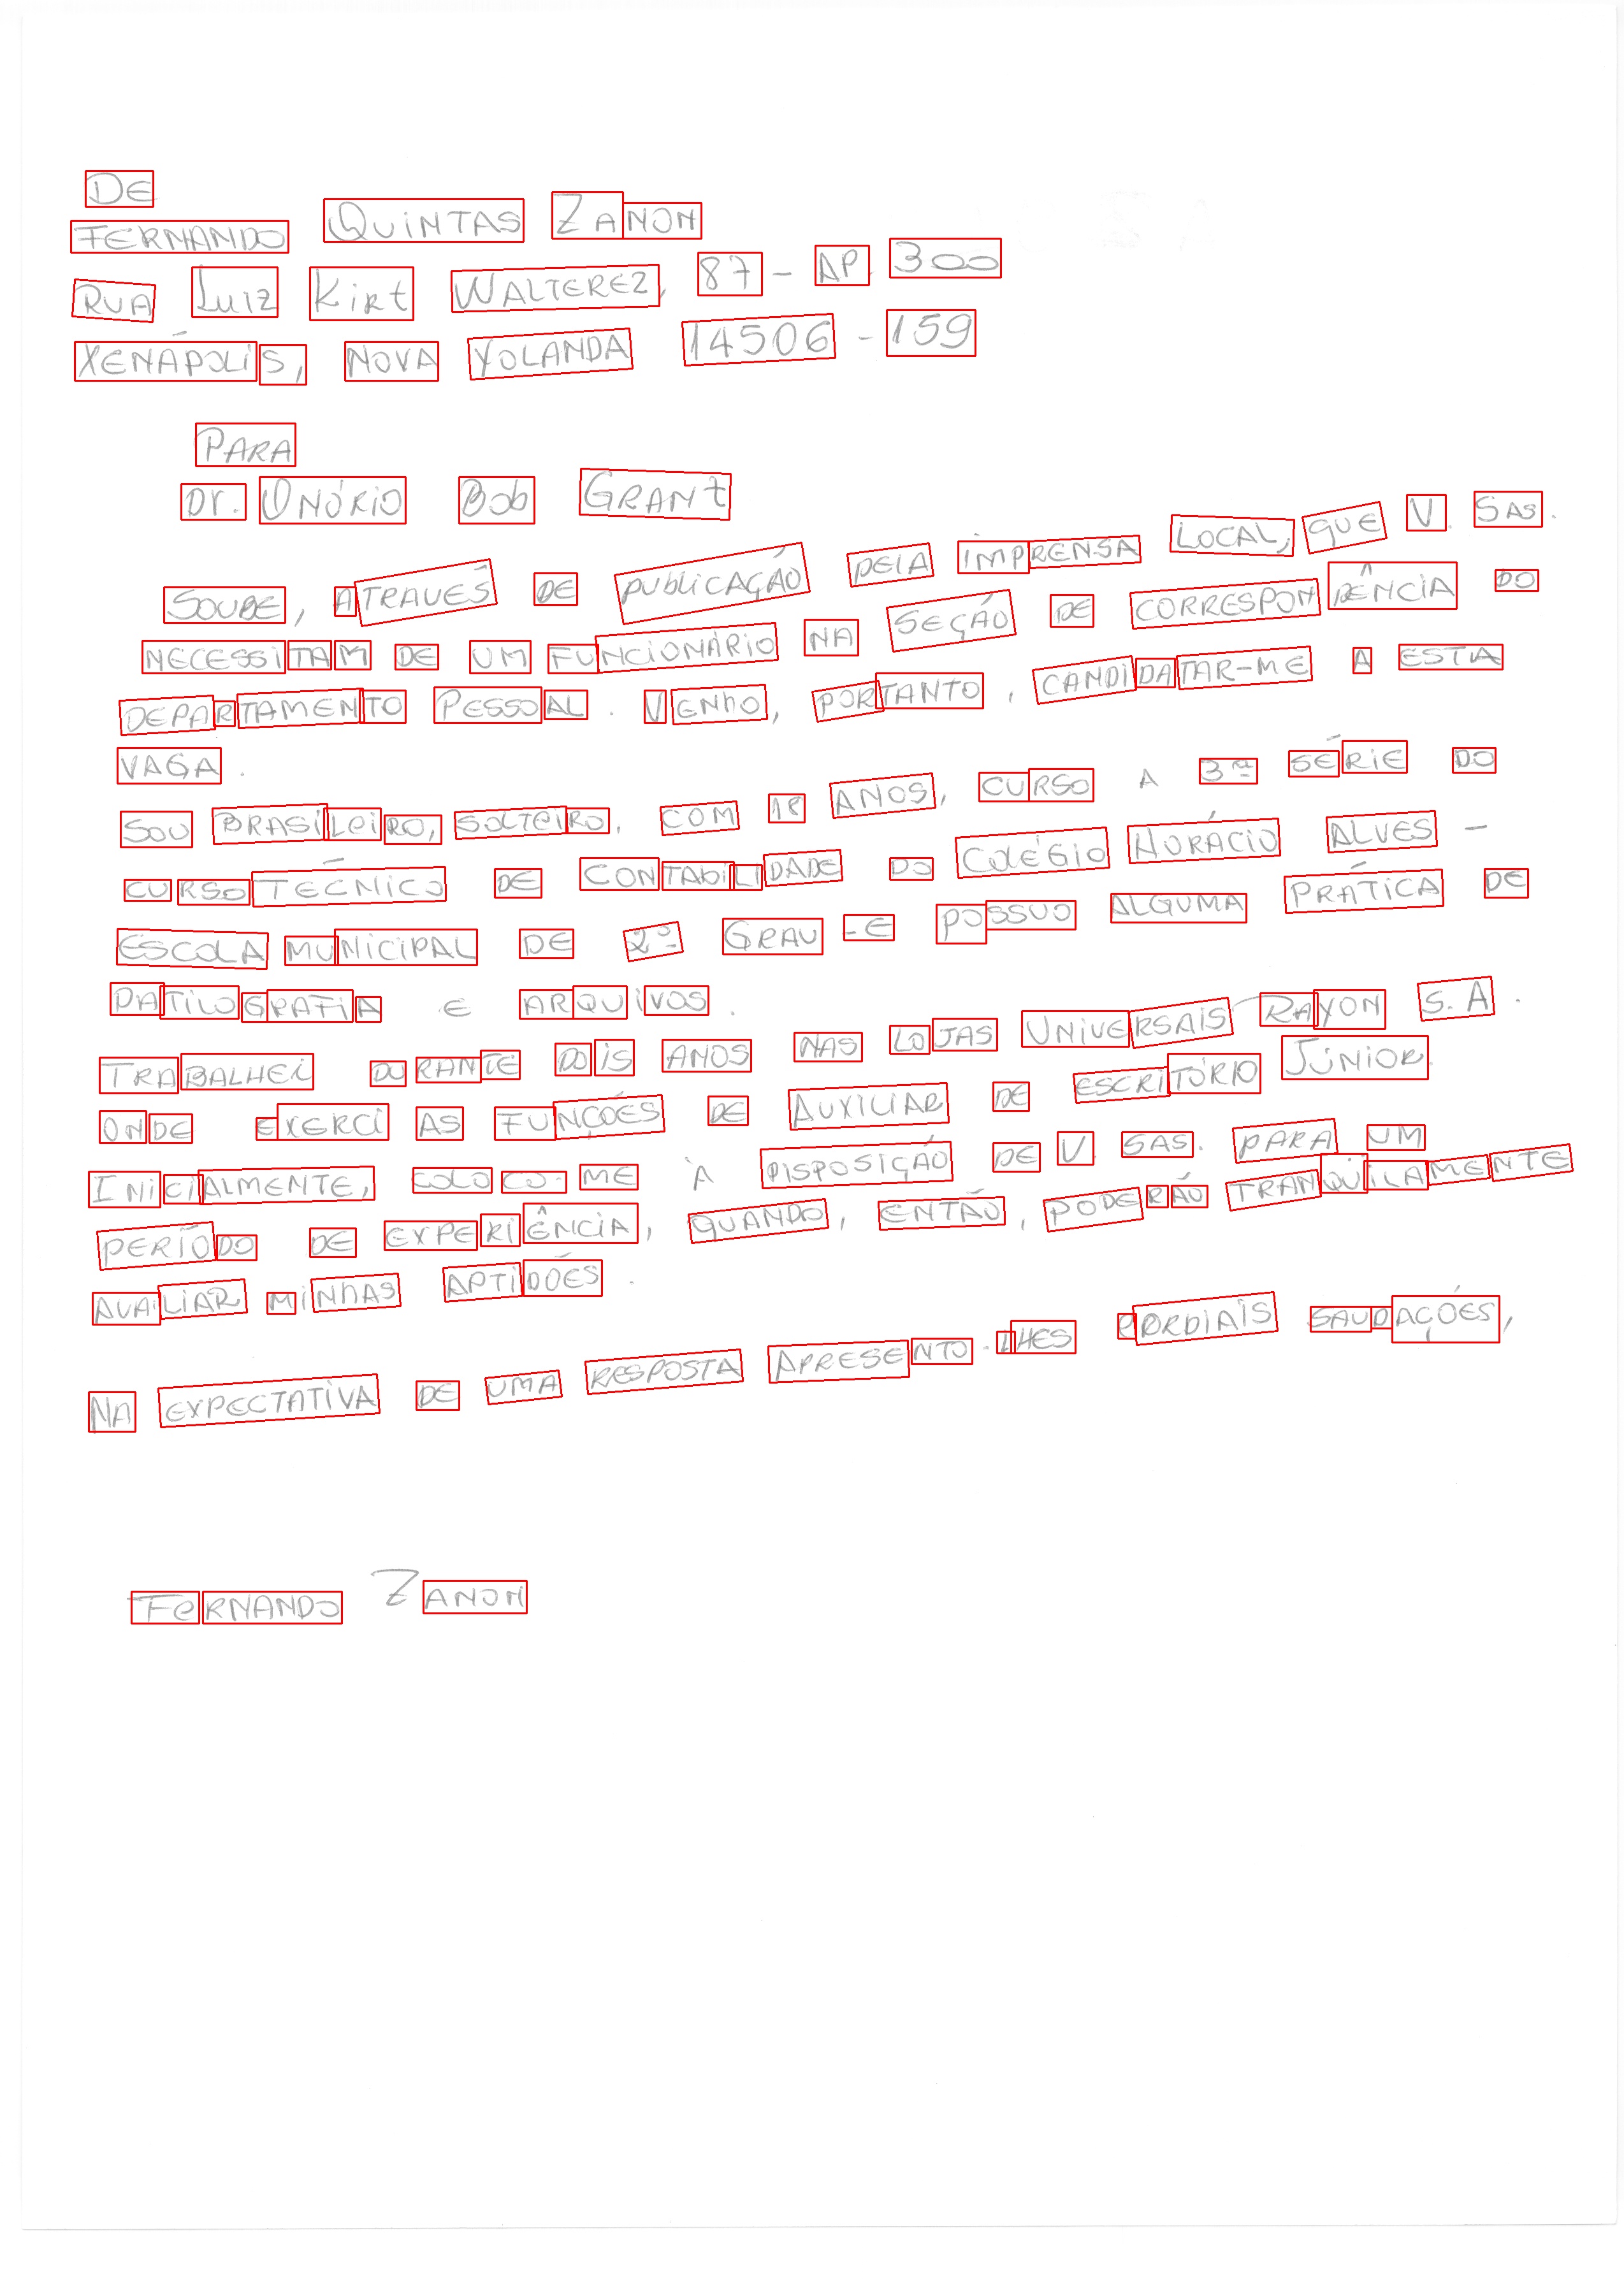 DE
FERNANDO QUINTAS ZANON
RUA LUIZ KIRT WALTEREZ, 87 - AP. 300
XENÁPOLIS, NOVA YOLANDA 14506 - 159
PARA
Dr. ONÓRIO Bob GRANT
SOUBE, ATRAVÉS DE PUBLICAÇÃO PELA IMPRENSA LOCAL, QUE V. SAS.
NECESSITAM DE UM FUNCIONÁRIO NA SEÇÃO DE CORRESPONDÊNCIA DO
DEPARTAMENTO PESSOAL. VENHO, PORTANTO, CANDIDATAR-ME A ESTA
VAGA.
SOU BRASILEIRO, SOLTEIRO, COM 18 ANOS, CURSO A 3ª SÉRIE DO
CURSO TÉCNICO DE CONTABILIDADE DO COLÉGIO HORÁCIO ALVES -
ESCOLA MUNICIPAL DE 2º GRAU - E POSSUO ALGUMA PRÁTICA DE
DATILOGRAFIA E ARQUIVOS.
TRABALHEI DURANTE DOIS ANOS NAS LOJAS UNIVERSAIS RAYON S.A.
ONDE EXERCI AS FUNÇÕES DE AUXILIAR DE ESCRITÓRIO JÚNIOR.
INICIALMENTE, COLOCO-ME À DISPOSIÇÃO DE V. SAS. PARA UM
PERÍODO DE EXPERIÊNCIA, QUANDO, ENTÃO, PODERÃO TRANQUILAMENTE
AVALIAR MINHAS APTIDÕES.
NA EXPECTATIVA DE UMA RESPOSTA APRESENTO-LHES CORDIAIS SAUDAÇÕES,
FERNANDO ZANON